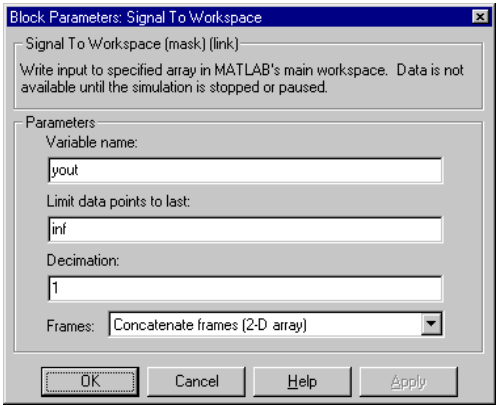 Block Parameters: Signal To Workspace
Signal To Workspace (mask) (link)
Write input to specified array in MATLAB's main workspace.  Data is not
available until the simulation is stopped or paused.
Parameters
Variable name:
yout
Limit data points to last:
inf
Decimation:
1
Frames: Concatenate frames (2-D array)
OK Cancel Help Apply